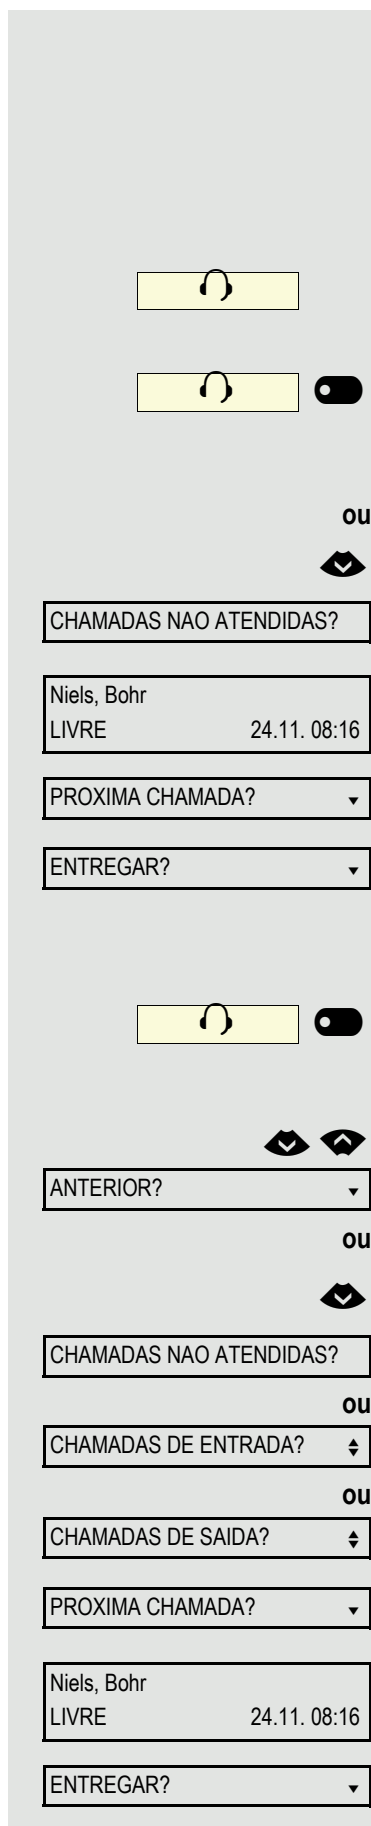 ou
CHAMADAS NAO ATENDIDAS?
Niels, Bohr
LIVRE 24.11. 08:16
PROXIMA CHAMADA?
ENTREGAR?
ANTERIOR?
ou
CHAMADAS NAO ATENDIDAS?
ou
CHAMADAS DE ENTRADA?
ou
CHAMADAS DE SAIDA?
PROXIMA CHAMADA?
Niels, Bohr
LIVRE 24.11. 08:16
ENTREGAR?